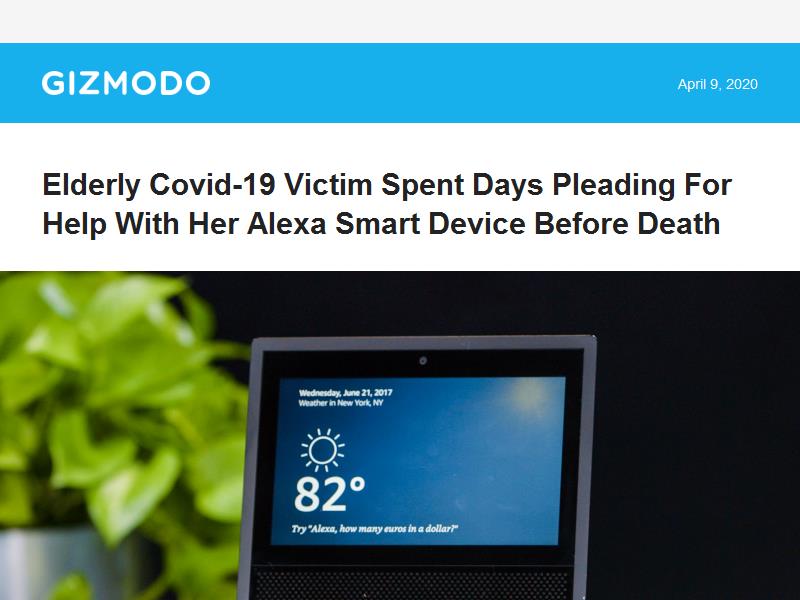 GIZMODO
April 9, 2020
Elderly Covid-19 Victim Spent Days Pleading For
Help With Her Alexa Smart Device Before Death
Wednesday, June 21, 2017
Weather in New York, NY
82°
Try "Alexa, how many euros in a dollar?"